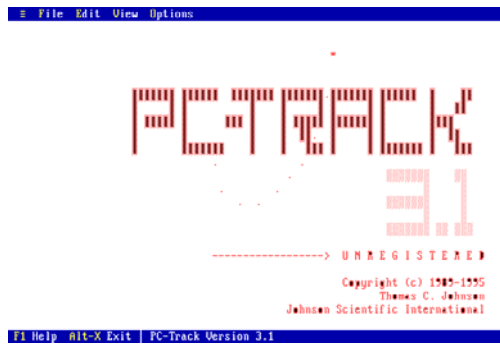 ≡ File Edit View Options
PC-TRACK
3.1
------------------> U N R E G I S T E R E D
Copyright (c) 1989-1995
Thomas C. Johnson
Johnson Scientific International
F1 Help Alt-X Exit | PC-Track Version 3.1